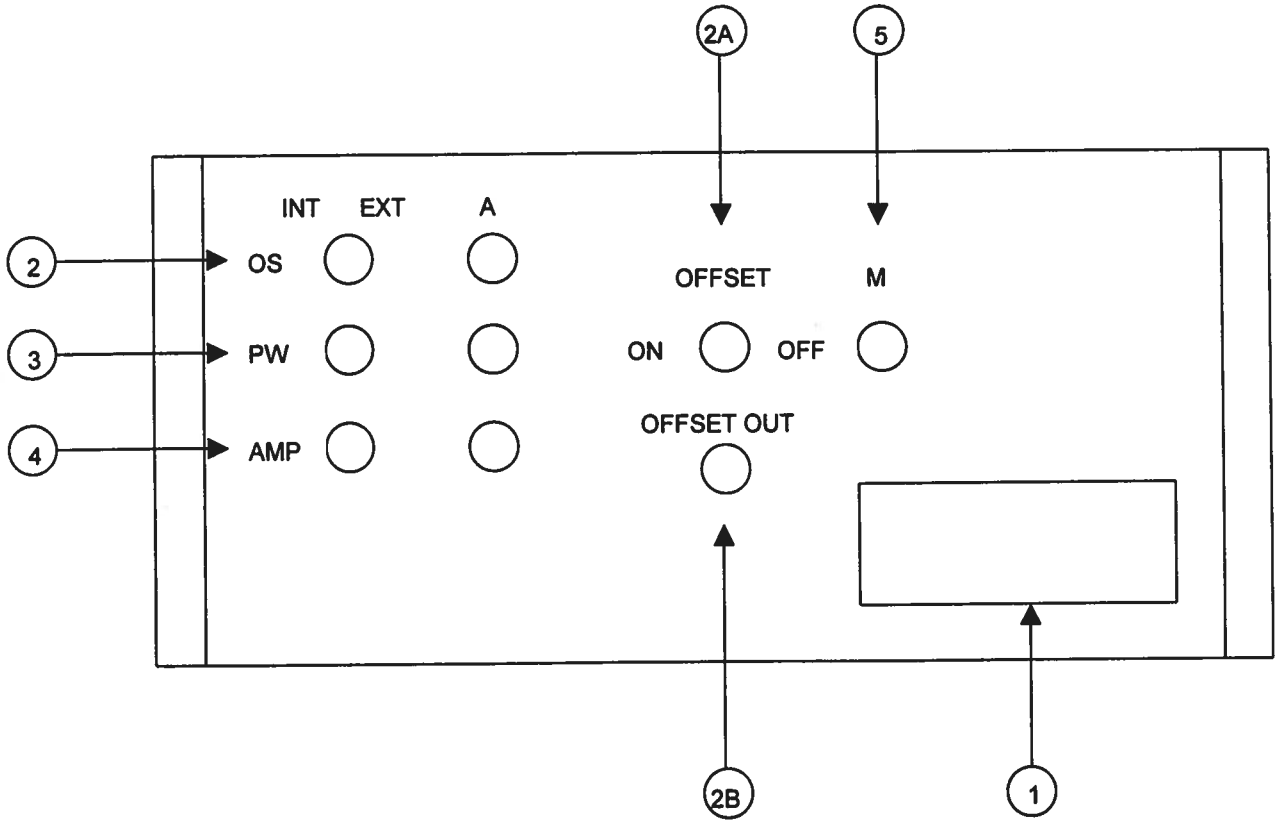 2A 5
INT EXT A
2 OS
OFFSET M
3 PW ON OFF
OFFSET OUT
4 AMP
2B 1